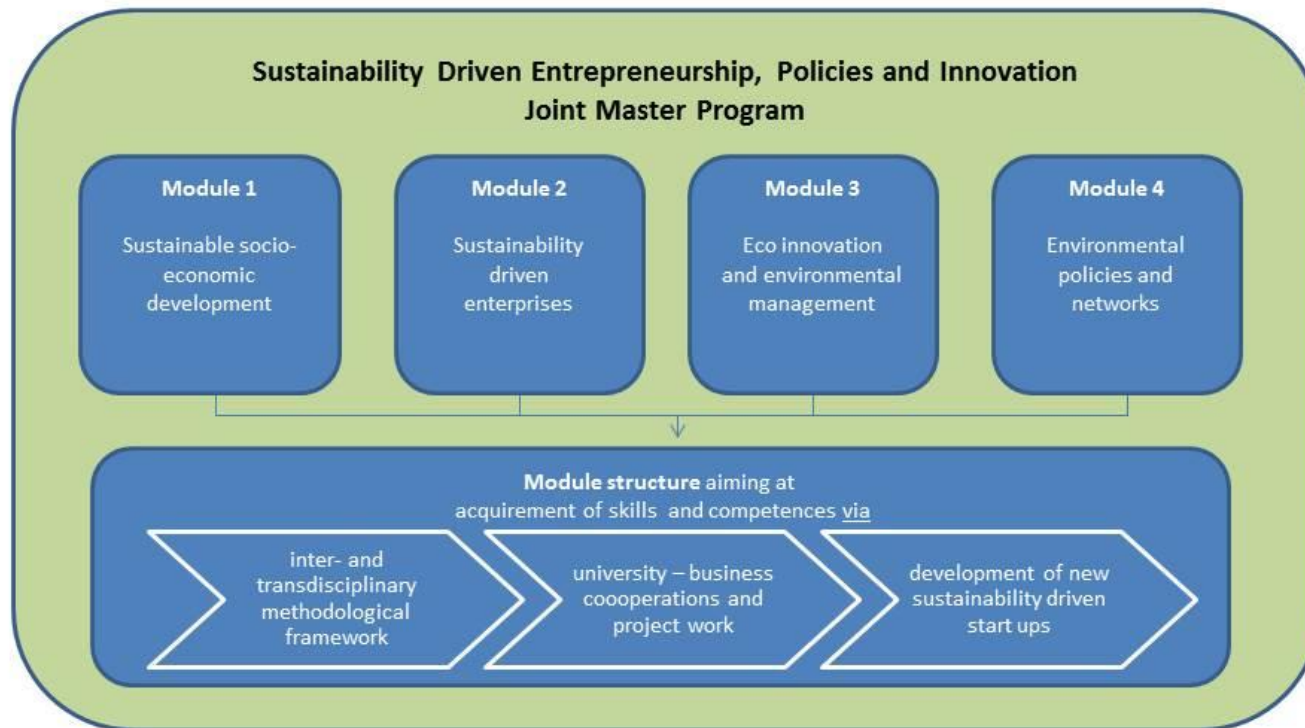 Sustainability Driven Entrepreneurship, Policies and Innovation
Joint Master Program
Module 1
Sustainable socio-
economic
development
Module 2
Sustainability
driven
enterprises
Module 3
Eco innovation
and environmental
management
Module 4
Environmental
policies and
networks
Module structure aiming at
acquirement of skills and competences via
inter- and
transdisciplinary
methodological
framework
university – business
coooperations and
project work
development of new
sustainability driven
start ups